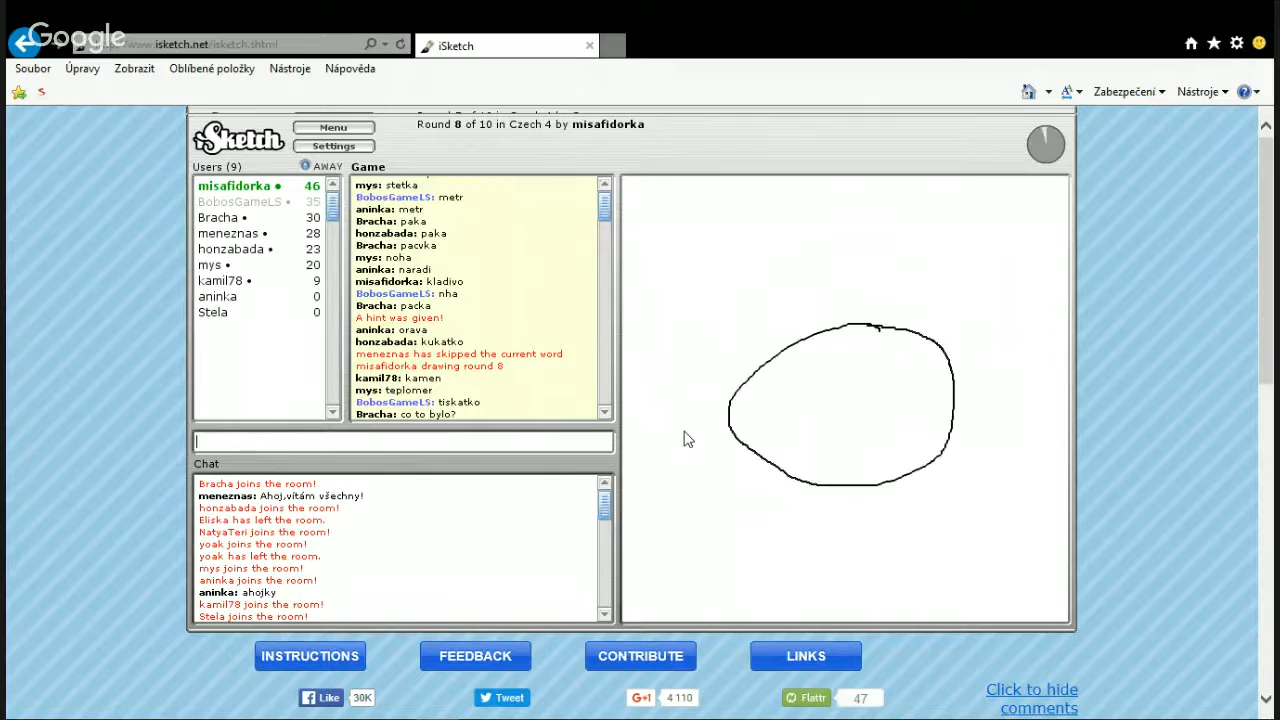 Google
www.isketch.net/isketch.shtml
iSketch
Soubor Úpravy Zobrazit Oblíbené položky Nástroje Nápověda
Zabezpečení Nástroje
iSketch
Menu
Settings
Round 8 of 10 in Czech 4 by misafidorka
Users (9) AWAY Game
misafidorka 46
BobosGameLS 35
Bracha 30
meneznas 28
honzabada 23
mys 20
kamil78 9
aninka 0
Stela 0
mys: stetka
BobosGameLS: metr
aninka: metr
Bracha: paka
honzabada: paka
Bracha: pacvka
mys: noha
aninka: naradi
misafidorka: kladivo
BobosGameLS: nha
Bracha: packa
A hint was given!
aninka: orava
honzabada: kukatko
meneznas has skipped the current word
misafidorka drawing round 8
kamil78: kamen
mys: teplomer
BobosGameLS: tiskatko
Bracha: co to bylo?
Chat
Bracha joins the room!
meneznas: Ahoj,vítám všechny!
honzabada joins the room!
Eliska has left the room.
NatyaTeri joins the room!
yoak joins the room!
yoak has left the room.
mys joins the room!
aninka joins the room!
aninka: ahojky
kamil78 joins the room!
Stela joins the room!
INSTRUCTIONS FEEDBACK CONTRIBUTE LINKS
Like 30K Tweet G+1 4 110 Flattr 47
Click to hide
comments